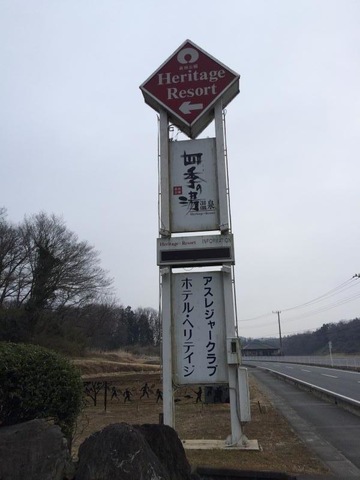 Heritage
Resort
四季の湯
温泉
Heritage Resort INFORMATION
アスレジャークラブ
ホテル・ヘリテイジ